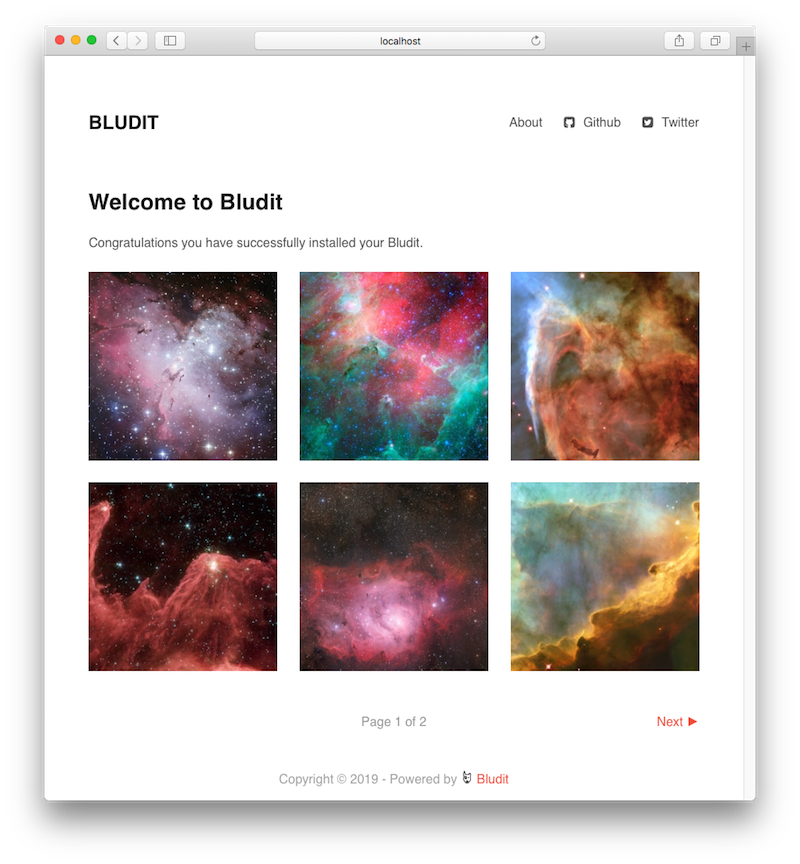 localhost
BLUDIT
About Github Twitter
Welcome to Bludit
Congratulations you have successfully installed your Bludit.
Page 1 of 2
Next ►
Copyright © 2019 - Powered by Bludit